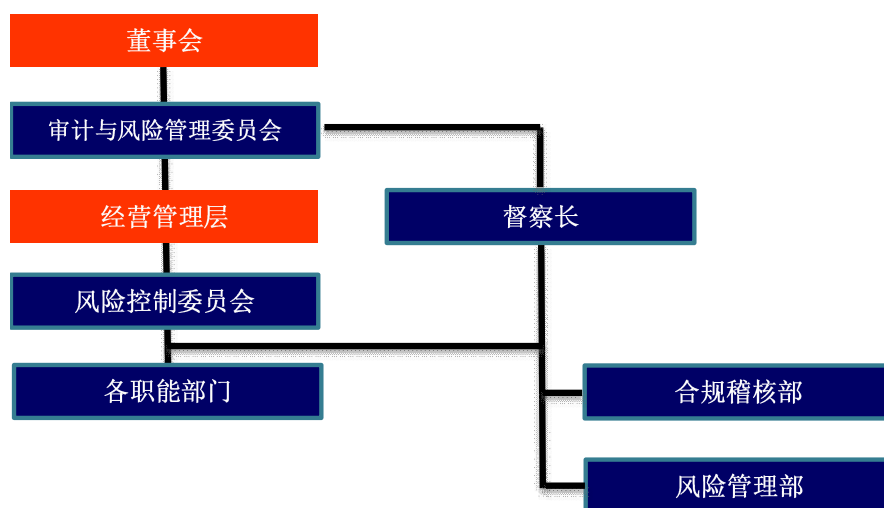 董事会
审计与风险管理委员会
经营管理层
督察长
风险控制委员会
各职能部门
合规稽核部
风险管理部